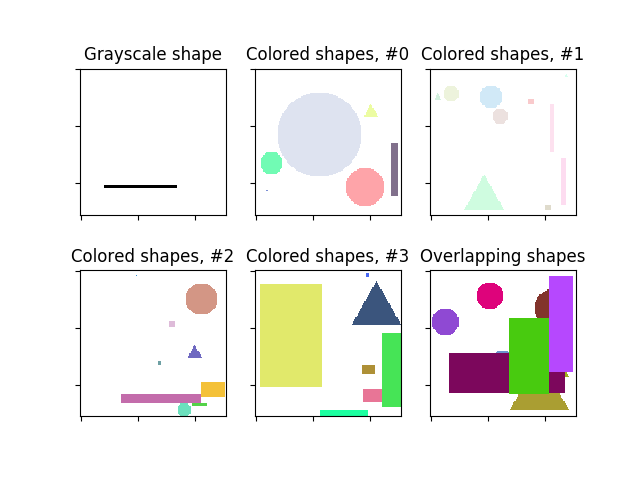 Grayscale shape
Colored shapes, #0
Colored shapes, #1
Colored shapes, #2
Colored shapes, #3
Overlapping shapes